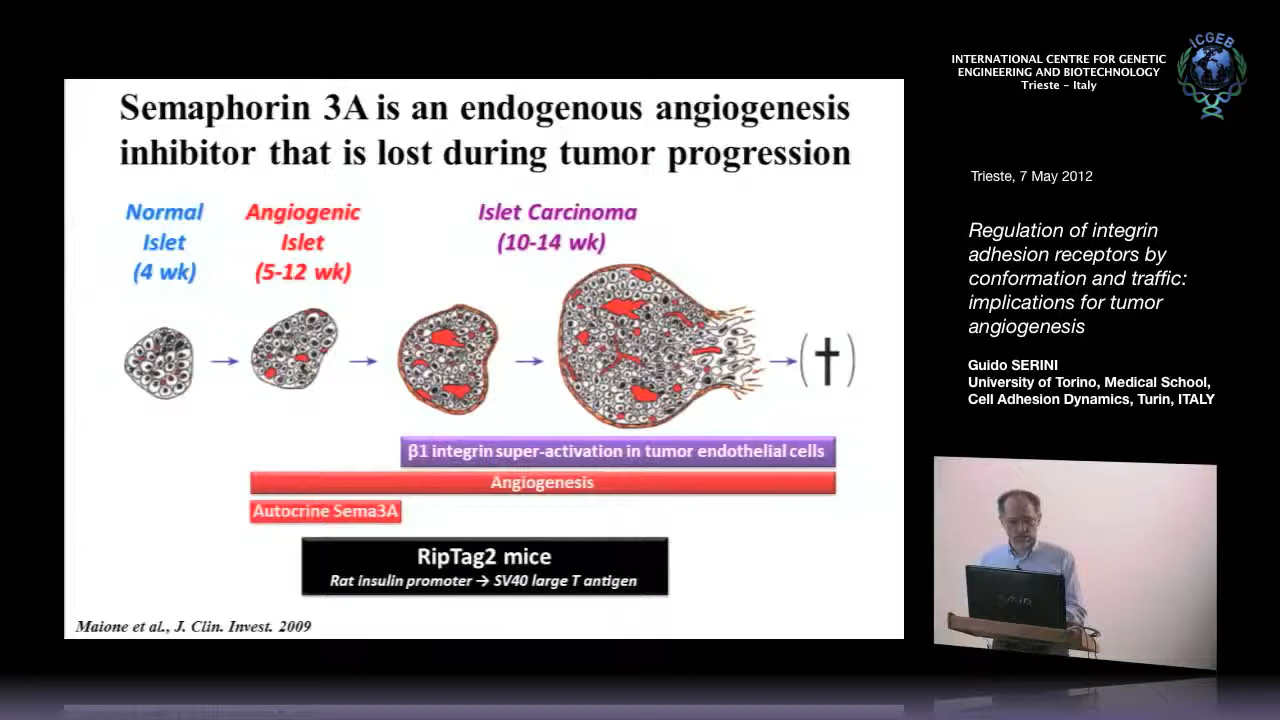 Semaphorin 3A is an endogenous angiogenesis
inhibitor that is lost during tumor progression
Normal
Islet
(4 wk)
Angiogenic
Islet
(5-12 wk)
Islet Carcinoma
(10-14 wk)
(†)
β1 integrin super-activation in tumor endothelial cells
Angiogenesis
Autocrine Sema3A
RipTag2 mice
Rat insulin promoter → SV40 large T antigen
Maione et al., J. Clin. Invest. 2009
INTERNATIONAL CENTRE FOR GENETIC
ENGINEERING AND BIOTECHNOLOGY
Trieste - Italy
ICGEB
Trieste, 7 May 2012
Regulation of integrin
adhesion receptors by
conformation and traffic:
implications for tumor
angiogenesis
Guido SERINI
University of Torino, Medical School,
Cell Adhesion Dynamics, Turin, ITALY
VAIO